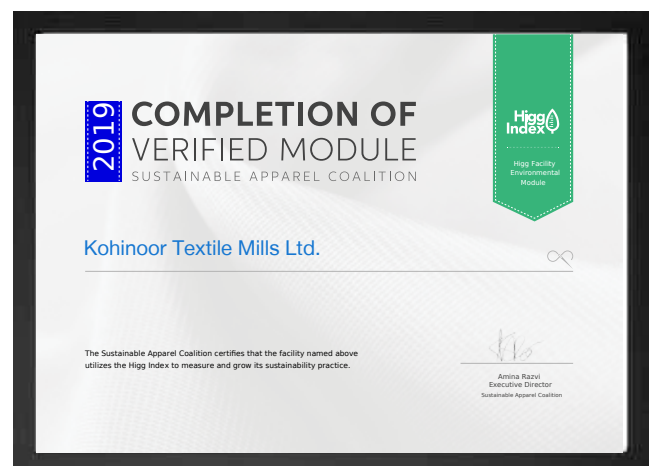 2019
COMPLETION OF
VERIFIED MODULE
SUSTAINABLE APPAREL COALITION
Higg
Index
Higg Facility
Environmental
Module
Kohinoor Textile Mills Ltd.
The Sustainable Apparel Coalition certifies that the facility named above
utilizes the Higg Index to measure and grow its sustainability practice.
Amina Razvi
Executive Director
Sustainable Apparel Coalition